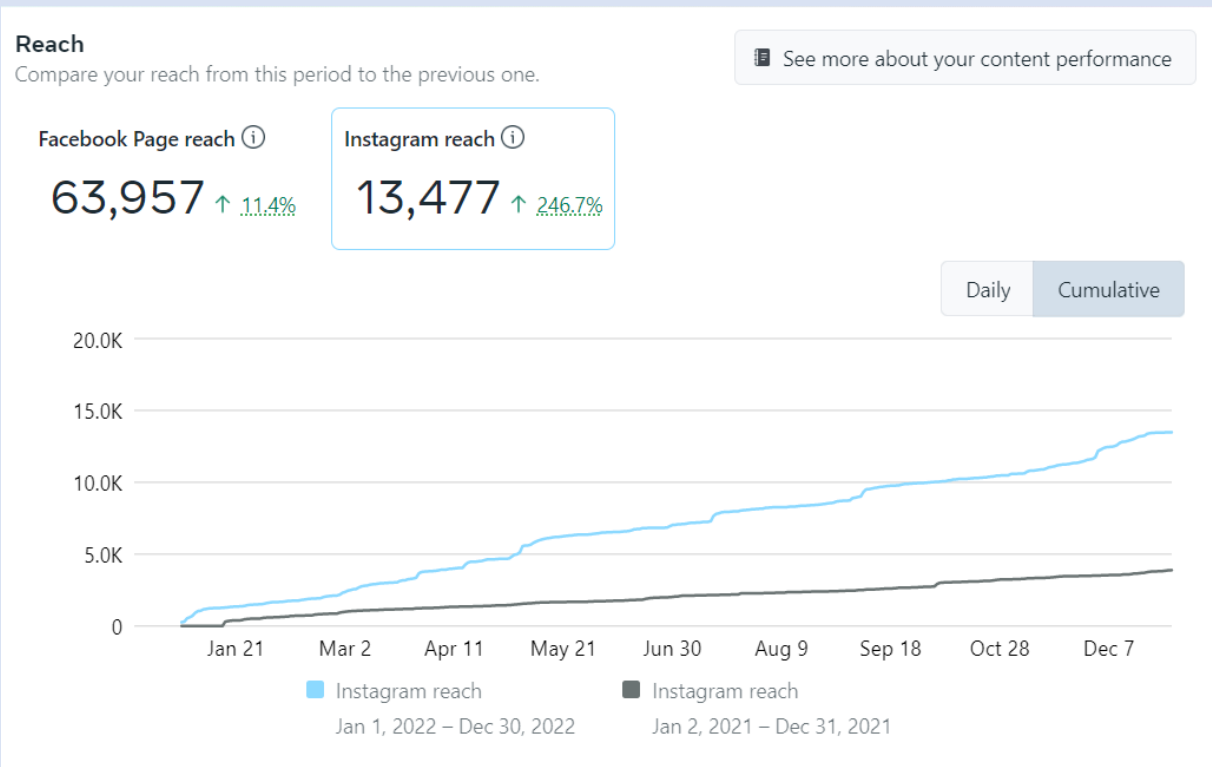 Reach
Compare your reach from this period to the previous one.
See more about your content performance
Facebook Page reach
63,957 ↑ 11.4%
Instagram reach
13,477 ↑ 246.7%
Daily
Cumulative
20.0K
15.0K
10.0K
5.0K
0
Jan 21 Mar 2 Apr 11 May 21 Jun 30 Aug 9 Sep 18 Oct 28 Dec 7
Instagram reach
Jan 1, 2022 – Dec 30, 2022
Instagram reach
Jan 2, 2021 – Dec 31, 2021